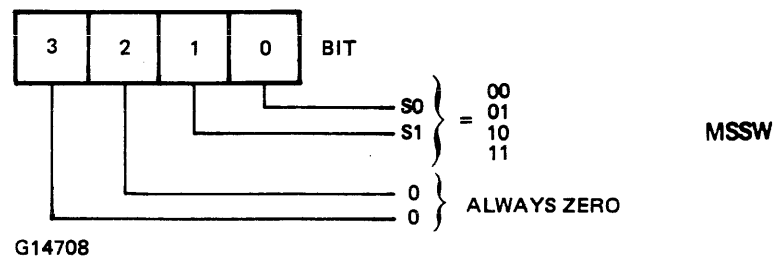 3 2 1 0 BIT
S0
S1
=
00
01
10
11
MSSW
0
0
ALWAYS ZERO
G14708